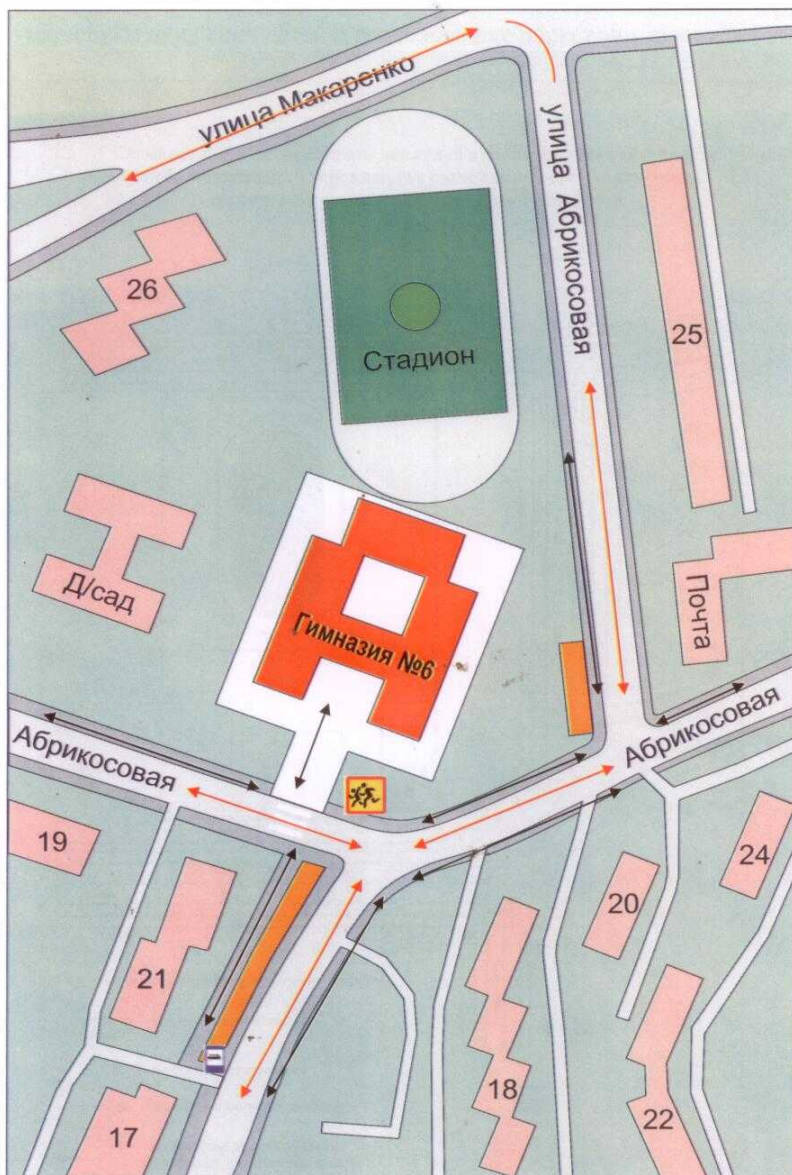 улица Макаренко
улица Абрикосовая
26
Стадион
25
Д/сад
Гимназия №6
Почта
Абрикосовая
Абрикосовая
19
24
20
21
18
22
17